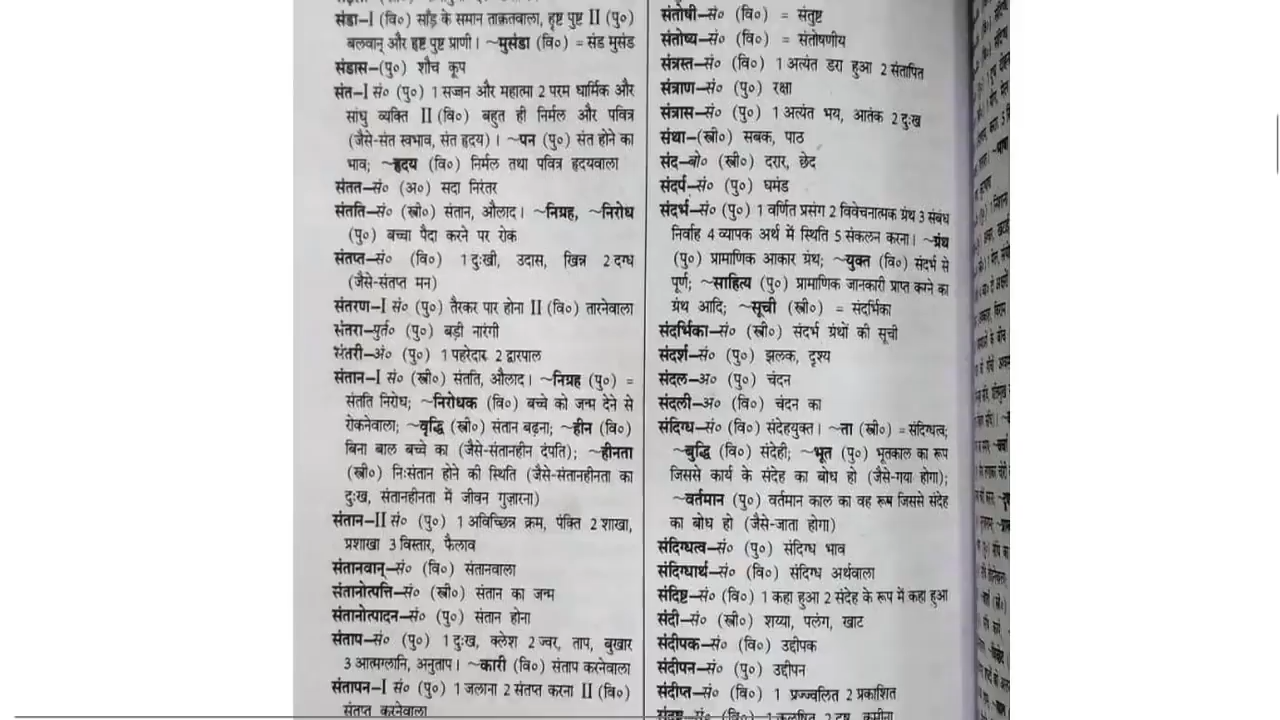 संडा–I (वि०) साँड़ के समान ताक़तवाला, हृष्ट पुष्ट II (पु०)
बलवान् और हृष्ट पुष्ट प्राणी। ~मुसंडा (वि०) = संड मुसंड
संडास–(पु०) शौच कूप
संत–I सं० (पु०) 1 सज्जन और महात्मा 2 परम धार्मिक और
साधु व्यक्ति II (वि०) बहुत ही निर्मल और पवित्र
(जैसे-संत स्वभाव, संत हृदय)। ~पन (पु०) संत होने का
भाव; ~हृदय (वि०) निर्मल तथा पवित्र हृदयवाला
संतत–सं० (अ०) सदा निरंतर
संतति–सं० (स्त्री०) संतान, औलाद। ~निग्रह, ~निरोध
(पु०) बच्चा पैदा करने पर रोक
संतप्त–सं० (वि०) 1 दुःखी, उदास, खिन्न 2 दग्ध
(जैसे-संतप्त मन)
संतरण–I सं० (पु०) तैरकर पार होना II (वि०) तारनेवाला
संतरा–पुर्त० (पु०) बड़ी नारंगी
संतरी–अं० (पु०) 1 पहरेदार 2 द्वारपाल
संतान–I सं० (स्त्री०) संतति, औलाद। ~निग्रह (पु०) =
संतति निरोध; ~निरोधक (वि०) बच्चे को जन्म देने से
रोकनेवाला; ~वृद्धि (स्त्री०) संतान बढ़ना; ~हीन (वि०)
बिना बाल बच्चे का (जैसे-संतानहीन दंपति); ~हीनता
(स्त्री०) निःसंतान होने की स्थिति (जैसे-संतानहीनता का
दुःख, संतानहीनता में जीवन गुज़ारना)
संतान–II सं० (पु०) 1 अविच्छिन्न क्रम, पंक्ति 2 शाखा,
प्रशाखा 3 विस्तार, फैलाव
संतानवान्–सं० (वि०) संतानवाला
संतानोत्पत्ति–सं० (स्त्री०) संतान का जन्म
संतानोत्पादन–सं० (पु०) संतान होना
संताप–सं० (पु०) 1 दुःख, क्लेश 2 ज्वर, ताप, बुखार
3 आत्मग्लानि, अनुताप। ~कारी (वि०) संताप करनेवाला
संतापन–I सं० (पु०) 1 जलाना 2 संतप्त करना II (वि०)
संतप्त करनेवाला
संतोषी–सं० (वि०) = संतुष्ट
संतोष्य–सं० (वि०) = संतोषणीय
संत्रस्त–सं० (वि०) 1 अत्यंत डरा हुआ 2 संतापित
संत्राण–सं० (पु०) रक्षा
संत्रास–सं० (पु०) 1 अत्यंत भय, आतंक 2 दुःख
संथा–(स्त्री०) सबक, पाठ
संद–बो० (स्त्री०) दरार, छेद
संदर्प–सं० (पु०) घमंड
संदर्भ–सं० (पु०) 1 वर्णित प्रसंग 2 विवेचनात्मक ग्रंथ 3 संबंध
निर्वाह 4 व्यापक अर्थ में स्थिति 5 संकलन करना। ~ग्रंथ
(पु०) प्रामाणिक आकार ग्रंथ; ~युक्त (वि०) संदर्भ से
पूर्ण; ~साहित्य (पु०) प्रामाणिक जानकारी प्राप्त करने का
ग्रंथ आदि; ~सूची (स्त्री०) = संदर्भिका
संदर्भिका–सं० (स्त्री०) संदर्भ ग्रंथों की सूची
संदर्श–सं० (पु०) झलक, दृश्य
संदल–अ० (पु०) चंदन
संदली–अ० (वि०) चंदन का
संदिग्ध–सं० (वि०) संदेहयुक्त। ~ता (स्त्री०) = संदिग्धत्व;
~बुद्धि (वि०) संदेही; ~भूत (पु०) भूतकाल का रूप
जिससे कार्य के संदेह का बोध हो (जैसे-गया होगा);
~वर्तमान (पु०) वर्तमान काल का वह रूप जिससे संदेह
का बोध हो (जैसे-जाता होगा)
संदिग्धत्व–सं० (पु०) संदिग्ध भाव
संदिग्धार्थ–सं० (वि०) संदिग्ध अर्थवाला
संदिष्ट–सं० (वि०) 1 कहा हुआ 2 संदेह के रूप में कहा हुआ
संदी–सं० (स्त्री०) शय्या, पलंग, खाट
संदीपक–सं० (वि०) उद्दीपक
संदीपन–सं० (पु०) उद्दीपन
संदीप्त–सं० (वि०) 1 प्रज्ज्वलित 2 प्रकाशित
सं० (वि०) 1 कलुषित 2 दुष्ट, कमीना